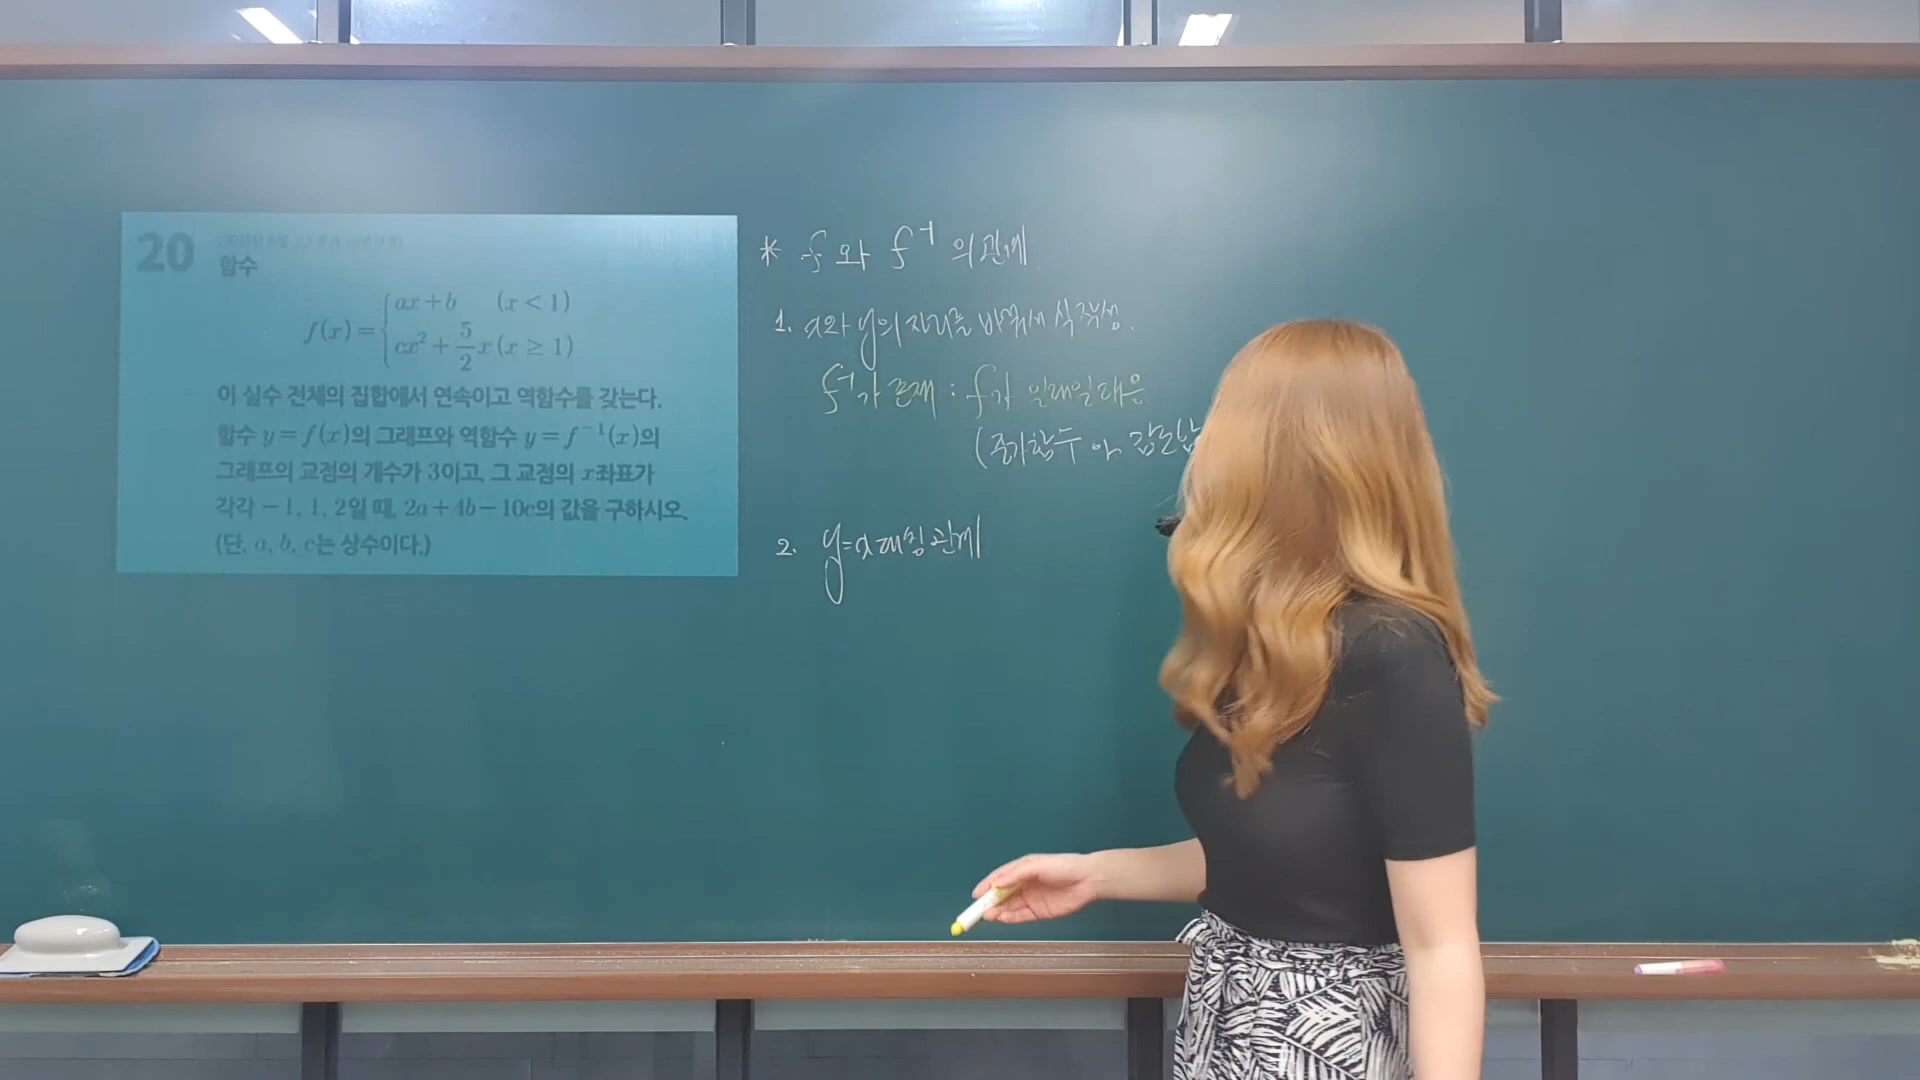 20
함수
f(x) = { ax+b (x<1)
cx²+5/2x (x≥1)
이 실수 전체의 집합에서 연속이고 역함수를 갖는다.
함수 y=f(x)의 그래프와 역함수 y=f⁻¹(x)의
그래프의 교점의 개수가 3이고, 그 교점의 x좌표가
각각 -1, 1, 2일 때, 2a+4b-10c의 값을 구하시오.
(단, a, b, c는 상수이다.)
* f 와 f⁻¹ 의 관계
1. x와 y의 자리를 바꿔서 식 작성.
f⁻¹가 존재 : f가 일대일대응
(증가함수 or
2. y=x 대칭관계